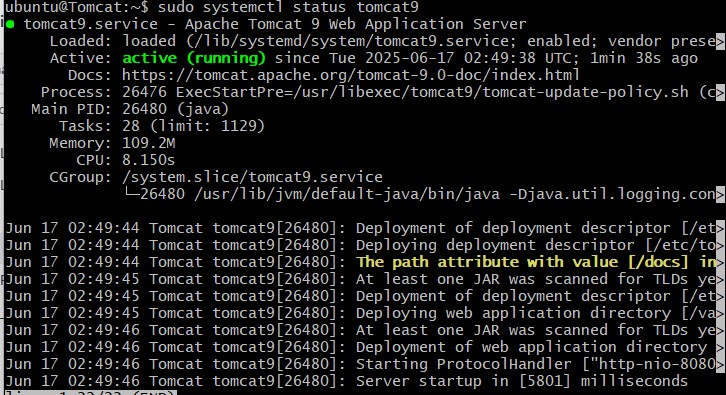 ubuntu@Tomcat:~$ sudo systemctl status tomcat9
● tomcat9.service - Apache Tomcat 9 Web Application Server
Loaded: loaded (/lib/systemd/system/tomcat9.service; enabled; vendor prese>
Active: active (running) since Tue 2025-06-17 02:49:38 UTC; 1min 38s ago
Docs: https://tomcat.apache.org/tomcat-9.0-doc/index.html
Process: 26476 ExecStartPre=/usr/libexec/tomcat9/tomcat-update-policy.sh (c>
Main PID: 26480 (java)
Tasks: 28 (limit: 1129)
Memory: 109.2M
CPU: 8.150s
CGroup: /system.slice/tomcat9.service
└─26480 /usr/lib/jvm/default-java/bin/java -Djava.util.logging.con>
Jun 17 02:49:44 Tomcat tomcat9[26480]: Deployment of deployment descriptor [/et>
Jun 17 02:49:44 Tomcat tomcat9[26480]: Deploying deployment descriptor [/etc/to>
Jun 17 02:49:44 Tomcat tomcat9[26480]: The path attribute with value [/docs] in>
Jun 17 02:49:45 Tomcat tomcat9[26480]: At least one JAR was scanned for TLDs ye>
Jun 17 02:49:45 Tomcat tomcat9[26480]: Deployment of deployment descriptor [/et>
Jun 17 02:49:45 Tomcat tomcat9[26480]: Deploying web application directory [/va>
Jun 17 02:49:46 Tomcat tomcat9[26480]: At least one JAR was scanned for TLDs ye>
Jun 17 02:49:46 Tomcat tomcat9[26480]: Deployment of web application directory >
Jun 17 02:49:46 Tomcat tomcat9[26480]: Starting ProtocolHandler ["http-nio-8080>
Jun 17 02:49:46 Tomcat tomcat9[26480]: Server startup in [5801] milliseconds